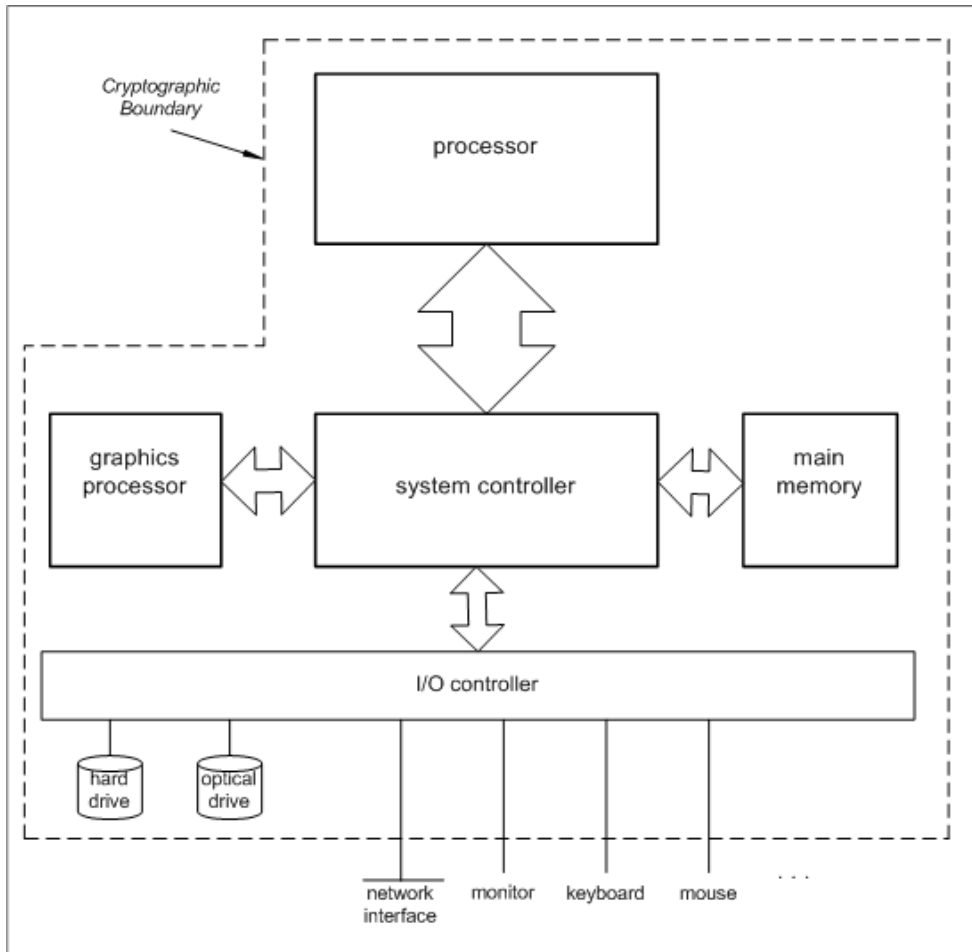 Cryptographic
Boundary
processor
graphics
processor
system controller
main
memory
I/O controller
hard
drive
optical
drive
network
interface
monitor
keyboard
mouse
. . .